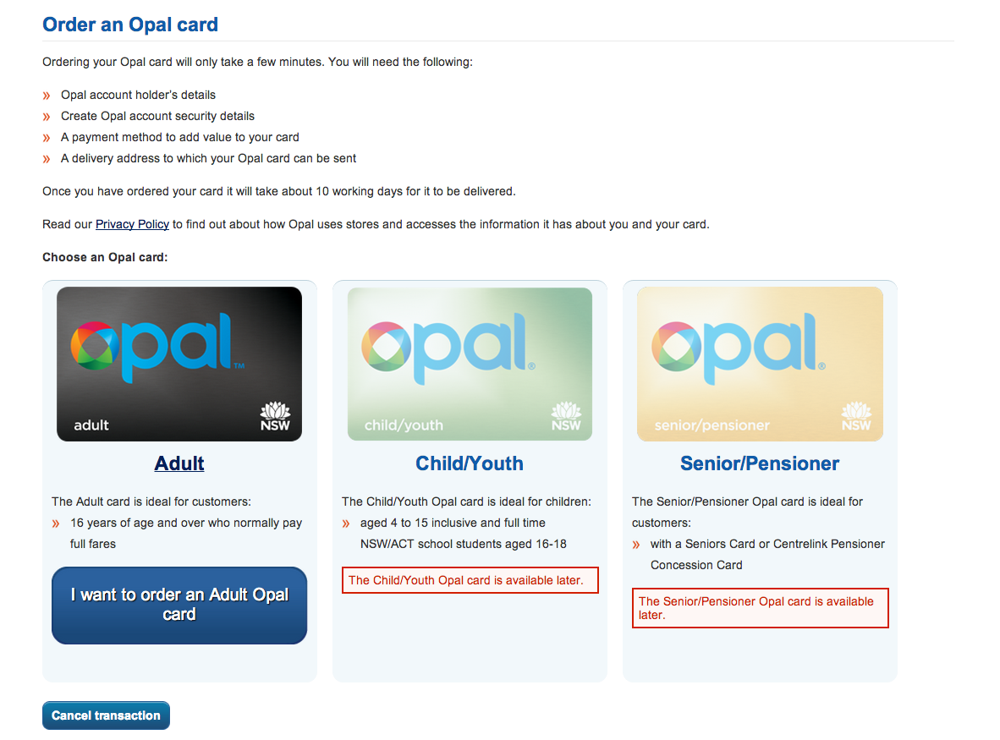 Order an Opal card
Ordering your Opal card will only take a few minutes. You will need the following:
» Opal account holder's details
» Create Opal account security details
» A payment method to add value to your card
» A delivery address to which your Opal card can be sent
Once you have ordered your card it will take about 10 working days for it to be delivered.
Read our Privacy Policy to find out about how Opal uses stores and accesses the information it has about you and your card.
Choose an Opal card:
opal™
adult
NSW
Adult
The Adult card is ideal for customers:
» 16 years of age and over who normally pay
full fares
I want to order an Adult Opal
card
opal®
child/youth
NSW
Child/Youth
The Child/Youth Opal card is ideal for children:
» aged 4 to 15 inclusive and full time
NSW/ACT school students aged 16-18
The Child/Youth Opal card is available later.
opal®
senior/pensioner
NSW
Senior/Pensioner
The Senior/Pensioner Opal card is ideal for
customers:
» with a Seniors Card or Centrelink Pensioner
Concession Card
The Senior/Pensioner Opal card is available
later.
Cancel transaction